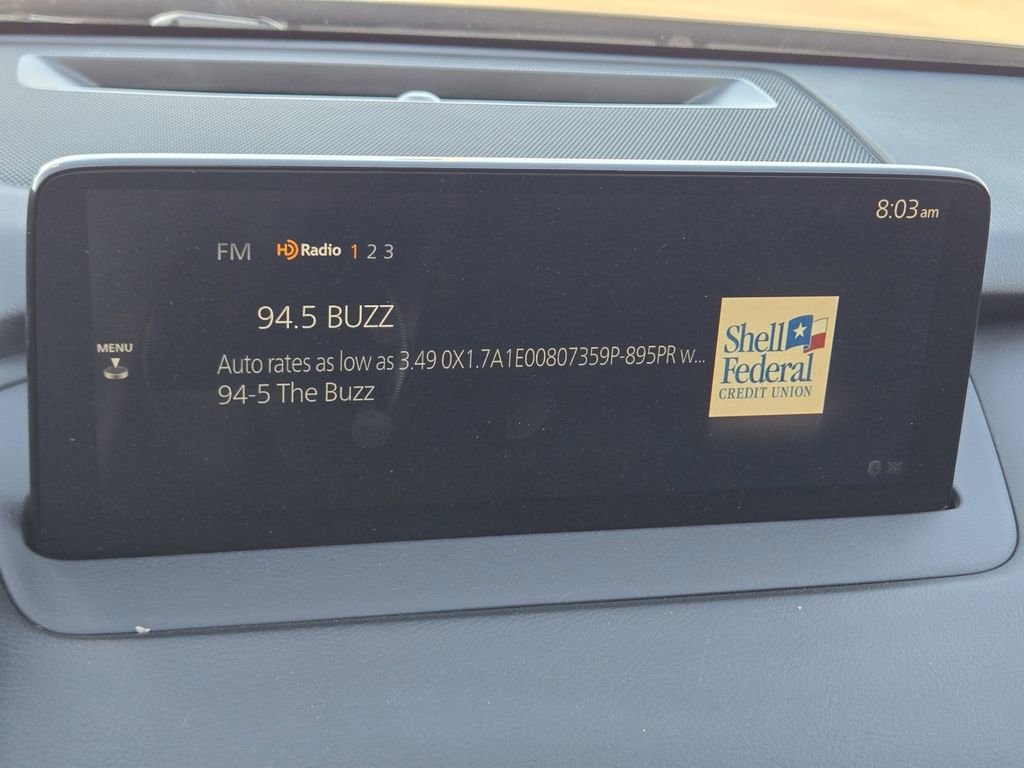 8:03 am
FM HD Radio 1 2 3
94.5 BUZZ
MENU
Auto rates as low as 3.49 0X1.7A1E00807359P-895PR w...
94-5 The Buzz
Shell
Federal
CREDIT UNION